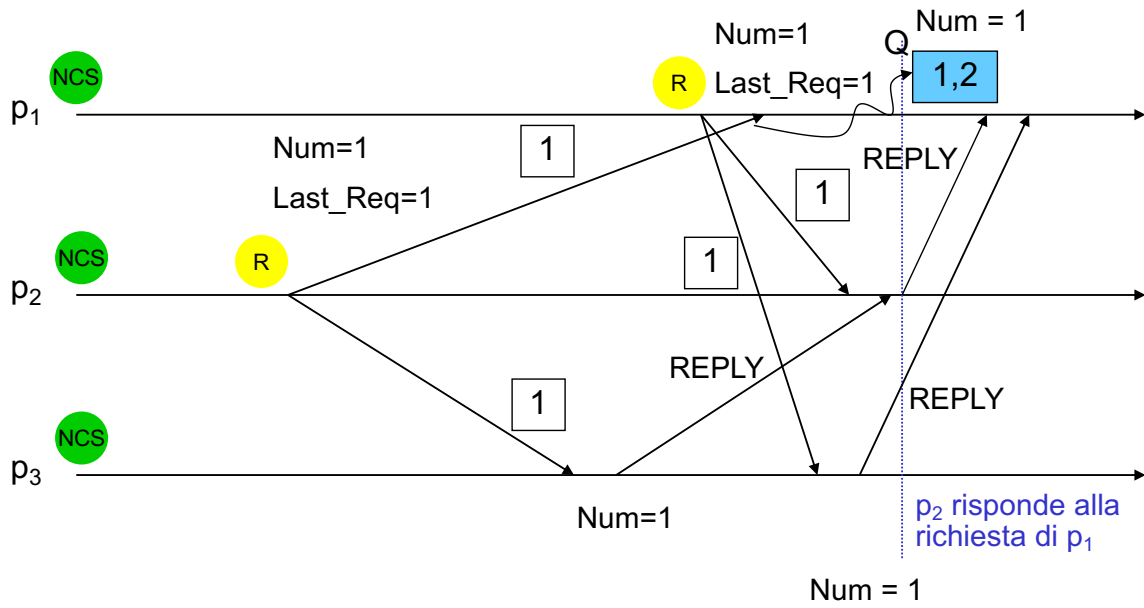 Num = 1
Num=1
Q
NCS
R
1,2
Last_Req=1
p₁
Num=1
1
REPLY
Last_Req=1
1
NCS
R
1
p₂
REPLY
1
REPLY
NCS
p₃
Num=1
p₂ risponde alla
richiesta di p₁
Num = 1